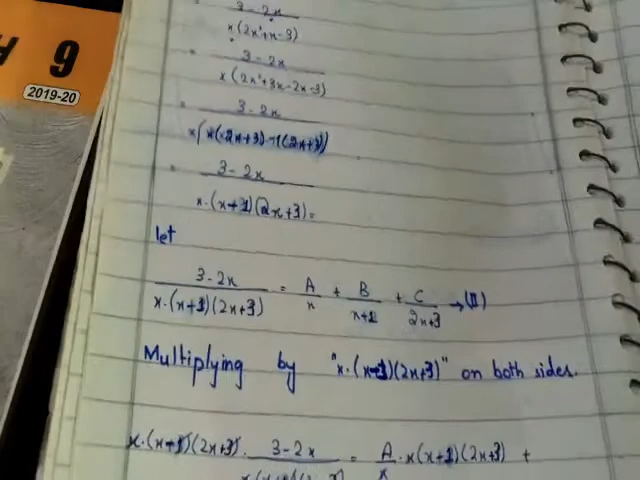 3-2x
x(2x²+x-3)
= 3-2x
x(2x²+3x-2x-3)
= 3-2x
x(x(2x+3)-1(2x+3))
= 3-2x
x.(x+1)(2x+3)=
let
3-2x = A + B + C →(II)
x.(x+1)(2x+3) x x+1 2x+3
Multiplying by "x.(x-1)(2x+3)" on both sides.
x.(x+1)(2x+3). 3-2x = A . x(x+1)(2x+3) +
x
6
2019-20